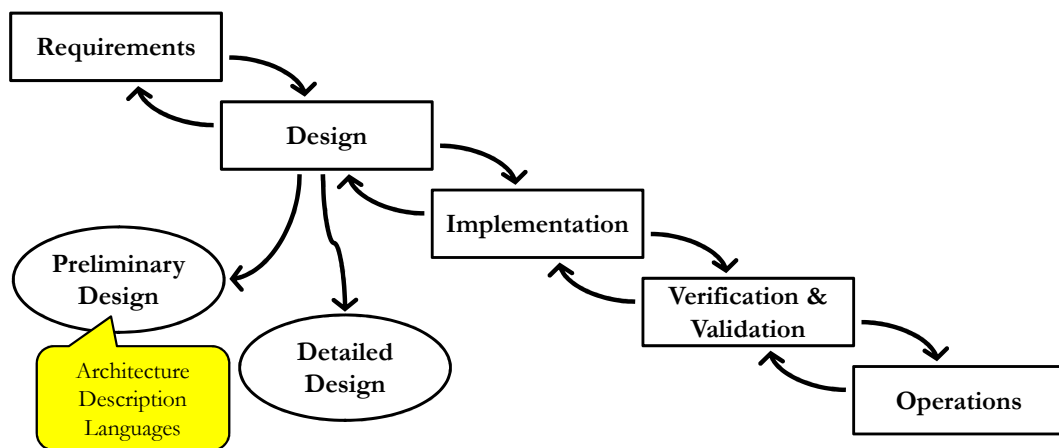 Requirements
Design
Implementation
Preliminary
Design
Verification &
Validation
Detailed
Design
Architecture
Description
Languages
Operations